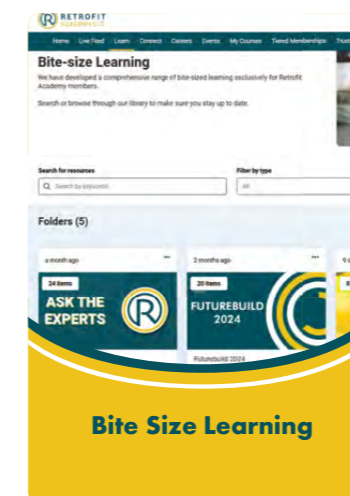 RETROFIT
Home Live Feed Learn Connect Careers Events My Courses Tiered Memberships Trust
Bite-size Learning
We have developed a comprehensive range of bite-sized learning exclusively for Retrofit
Academy members.
Search or browse through our library to make sure you stay up to date.
Search for resources
Filter by type
Search by keywords
All
Folders (5)
a month ago
2 months ago
24 items
20 items
ASK THE
EXPERTS
R
FUTUREBUILD
2024
Futurebuild 2024
Bite Size Learning